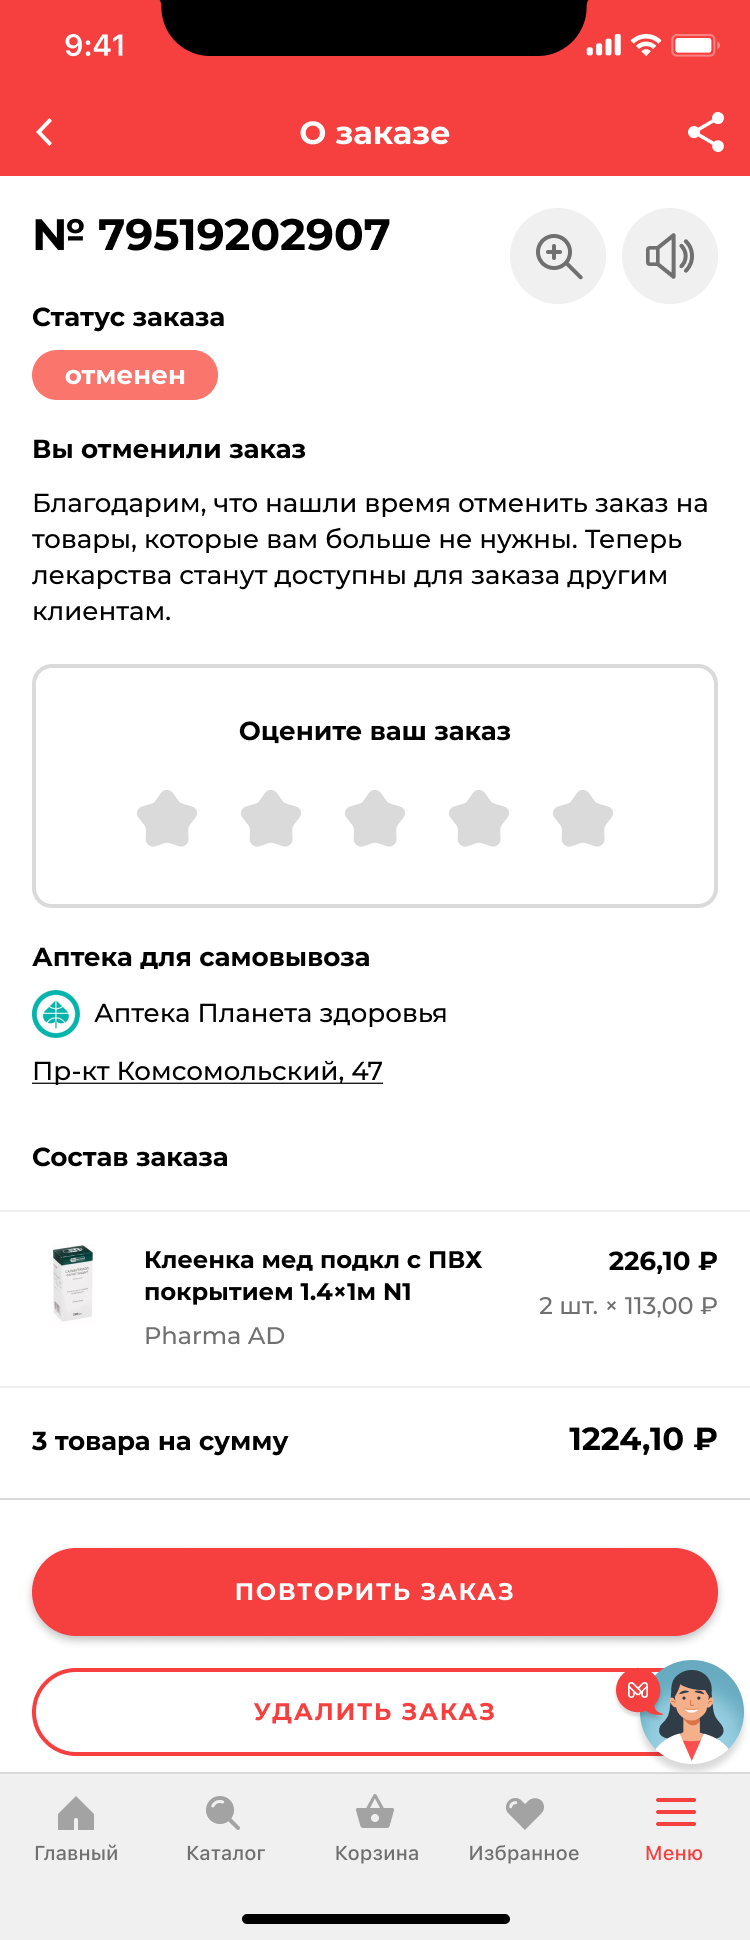 9:41
О заказе
№ 79519202907
Статус заказа
отменен
Вы отменили заказ
Благодарим, что нашли время отменить заказ на
товары, которые вам больше не нужны. Теперь
лекарства станут доступны для заказа другим
клиентам.
Оцените ваш заказ
Аптека для самовывоза
Аптека Планета здоровья
Пр-кт Комсомольский, 47
Состав заказа
Клеенка мед подкл с ПВХ
покрытием 1.4×1м N1
Pharma AD
226,10 ₽
2 шт. × 113,00 ₽
3 товара на сумму
1224,10 ₽
ПОВТОРИТЬ ЗАКАЗ
УДАЛИТЬ ЗАКАЗ
Главный
Каталог
Корзина
Избранное
Меню